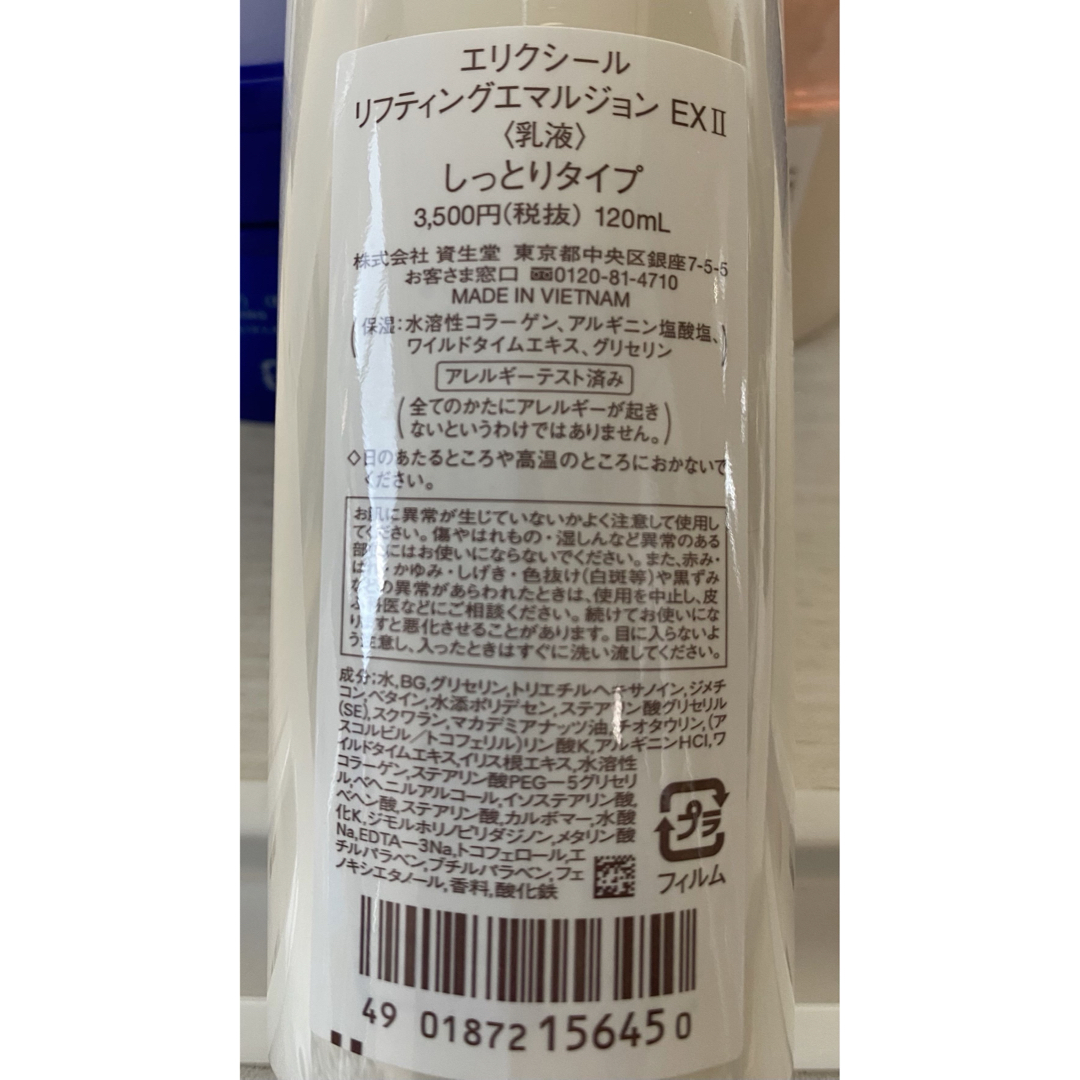 エリクシール
リフティングエマルジョン EXⅡ
〈乳液〉
しっとりタイプ
3,500円(税抜) 120mL
株式会社 資生堂 東京都中央区銀座7-5-5
お客さま窓口 0120-81-4710
MADE IN VIETNAM
(保湿:水溶性コラーゲン、アルギニン塩酸塩、
ワイルドタイムエキス、グリセリン)
アレルギーテスト済み
(全てのかたにアレルギーが起き
ないというわけではありません。)
◇日のあたるところや高温のところにおかないで
ください。
お肌に異常が生じていないかよく注意して使用し
てください。傷やはれもの・湿しんなど異常のある
部位にはお使いにならないでください。また、赤み・
はれ・かゆみ・しげき・色抜け(白斑等)や黒ずみ
などの異常があらわれたときは、使用を中止し、皮
ふ科医などにご相談ください。続けてお使いにな
りますと悪化させることがあります。目に入らないよ
う注意し、入ったときはすぐに洗い流してください。
成分:水,BG,グリセリン,トリエチルヘキサノイン,ジメチ
コン,ベタイン,水添ポリデセン,ステアリン酸グリセリル
(SE),スクワラン,マカデミアナッツ油,チオタウリン,(ア
スコルビル/トコフェリル)リン酸K,アルギニンHCl,ワ
イルドタイムエキス,イリス根エキス,水溶性
コラーゲン,ステアリン酸PEG-5グリセリ
ル,ベヘニルアルコール,イソステアリン酸,
ベヘン酸,ステアリン酸,カルボマー,水酸
化K,ジモルホリノピリダジノン,メタリン酸
Na,EDTA-3Na,トコフェロール,エ
チルパラベン,ブチルパラベン,フェ
ノキシエタノール,香料,酸化鉄
プラ
フィルム
49 01872 156450